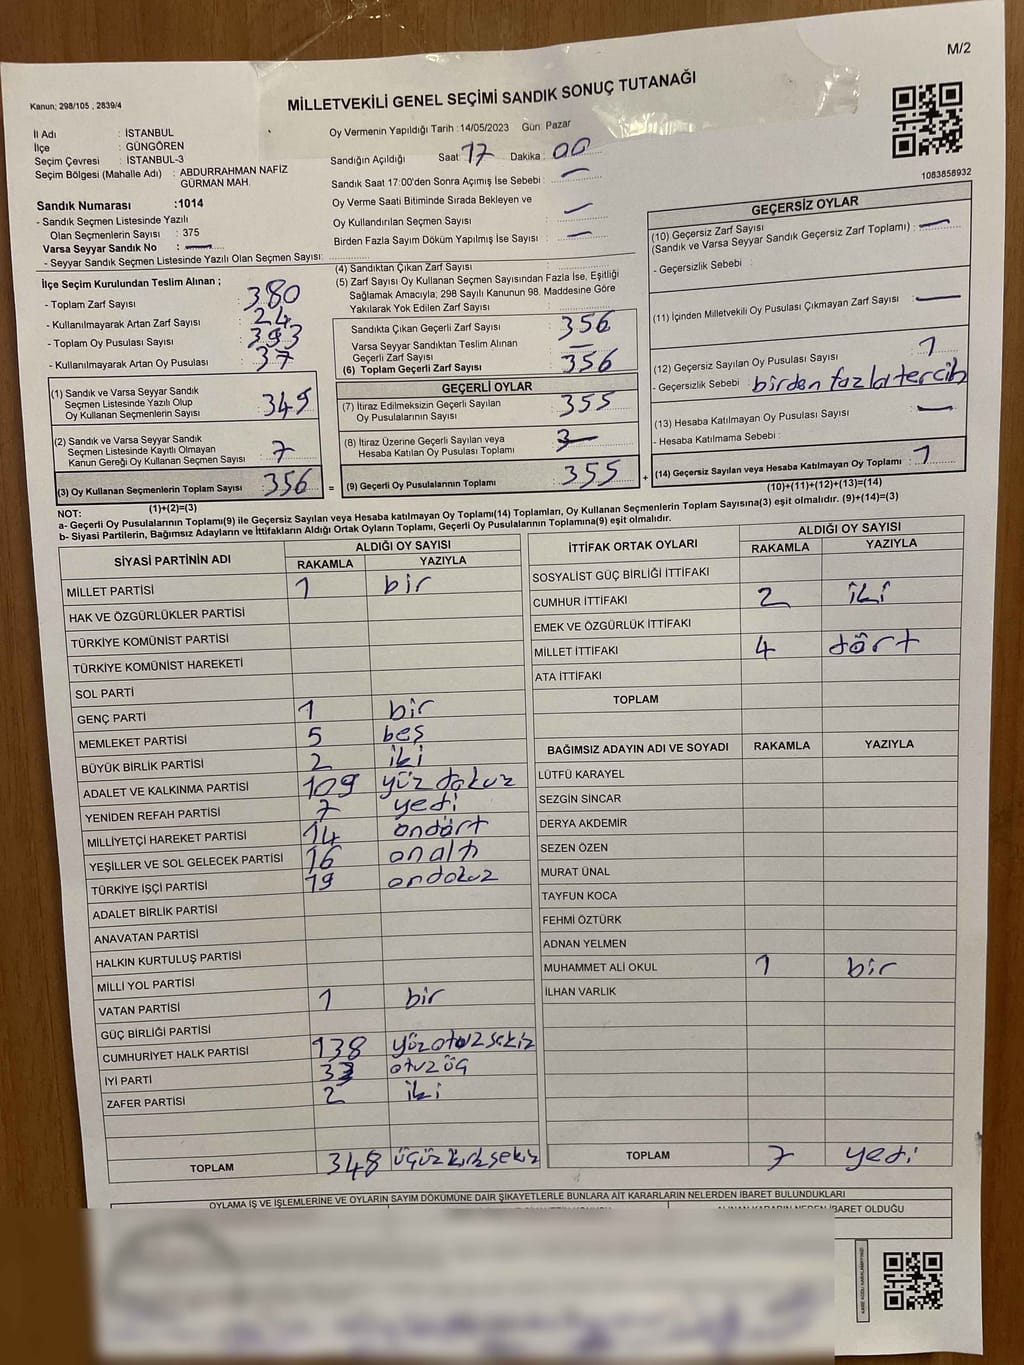 M/2
Kanun; 298/105 , 2839/4
MİLLETVEKİLİ GENEL SEÇİMİ SANDIK SONUÇ TUTANAĞI
İl Adı : İSTANBUL
İlçe : GÜNGÖREN
Seçim Çevresi : İSTANBUL-3
Seçim Bölgesi (Mahalle Adı) : ABDURRAHMAN NAFİZ
GÜRMAN MAH.
Sandık Numarası :1014
- Sandık Seçmen Listesinde Yazılı
Olan Seçmenlerin Sayısı : 375
Varsa Seyyar Sandık No : —
- Seyyar Sandık Seçmen Listesinde Yazılı Olan Seçmen Sayısı:
Oy Vermenin Yapıldığı Tarih :14/05/2023 Gün: Pazar
Sandığın Açıldığı Saat 17 Dakika : 00
Sandık Saat 17:00'den Sonra Açımış İse Sebebi : —
Oy Verme Saati Bitiminde Sırada Bekleyen ve
Oy Kullandırılan Seçmen Sayısı : —
Birden Fazla Sayım Döküm Yapılmış İse Sayısı : —
1083858932
İlçe Seçim Kurulundan Teslim Alınan ;
- Toplam Zarf Sayısı : 380
- Kullanılmayarak Artan Zarf Sayısı : 24
- Toplam Oy Pusulası Sayısı : 393
- Kullanılmayarak Artan Oy Pusulası : 37
(1) Sandık ve Varsa Seyyar Sandık
Seçmen Listesinde Yazılı Olup
Oy Kullanan Seçmenlerin Sayısı : 349
(2) Sandık ve Varsa Seyyar Sandık
Seçmen Listesinde Kayıtlı Olmayan
Kanun Gereği Oy Kullanan Seçmen Sayısı : 7
(3) Oy Kullanan Seçmenlerin Toplam Sayısı : 356
(1)+(2)=(3)
(4) Sandıktan Çıkan Zarf Sayısı :
(5) Zarf Sayısı Oy Kullanan Seçmen Sayısından Fazla İse, Eşitliği
Sağlamak Amacıyla; 298 Sayılı Kanunun 98. Maddesine Göre
Yakılarak Yok Edilen Zarf Sayısı :
Sandıkta Çıkan Geçerli Zarf Sayısı : 356
Varsa Seyyar Sandıktan Teslim Alınan
Geçerli Zarf Sayısı : —
(6) Toplam Geçerli Zarf Sayısı : 356
GEÇERLİ OYLAR
(7) İtiraz Edilmeksizin Geçerli Sayılan
Oy Pusulalarının Sayısı : 355
(8) İtiraz Üzerine Geçerli Sayılan veya
Hesaba Katılan Oy Pusulası Toplamı : —
= (9) Geçerli Oy Pusulalarının Toplamı : 355 +
GEÇERSİZ OYLAR
(10) Geçersiz Zarf Sayısı
(Sandık ve Varsa Seyyar Sandık Geçersiz Zarf Toplamı) : —
- Geçersizlik Sebebi :
(11) İçinden Milletvekili Oy Pusulası Çıkmayan Zarf Sayısı : —
(12) Geçersiz Sayılan Oy Pusulası Sayısı : 1
- Geçersizlik Sebebi : birden fazla tercih
(13) Hesaba Katılmayan Oy Pusulası Sayısı : —
- Hesaba Katılmama Sebebi :
(14) Geçersiz Sayılan veya Hesaba Katılmayan Oy Toplamı : 1
(10)+(11)+(12)+(13)=(14)
NOT:
a- Geçerli Oy Pusulalarının Toplamı(9) ile Geçersiz Sayılan veya Hesaba katılmayan Oy Toplamı(14) Toplamları, Oy Kullanan Seçmenlerin Toplam Sayısına(3) eşit olmalıdır. (9)+(14)=(3)
b- Siyasi Partilerin, Bağımsız Adayların ve İttifakların Aldığı Ortak Oyların Toplamı, Geçerli Oy Pusulalarının Toplamına(9) eşit olmalıdır.
SİYASİ PARTİNİN ADI ALDIĞI OY SAYISI
RAKAMLA YAZIYLA
MİLLET PARTİSİ 1 bir
HAK VE ÖZGÜRLÜKLER PARTİSİ
TÜRKİYE KOMÜNİST PARTİSİ
TÜRKİYE KOMÜNİST HAREKETİ
SOL PARTİ
GENÇ PARTİ 1 bir
MEMLEKET PARTİSİ 5 beş
BÜYÜK BİRLİK PARTİSİ 2 iki
ADALET VE KALKINMA PARTİSİ 109 yüz dokuz
YENİDEN REFAH PARTİSİ 7 yedi
MİLLİYETÇİ HAREKET PARTİSİ 14 ondört
YEŞİLLER VE SOL GELECEK PARTİSİ 16 onaltı
TÜRKİYE İŞÇİ PARTİSİ 19 ondokuz
ADALET BİRLİK PARTİSİ
ANAVATAN PARTİSİ
HALKIN KURTULUŞ PARTİSİ
MİLLİ YOL PARTİSİ
VATAN PARTİSİ 1 bir
GÜÇ BİRLİĞİ PARTİSİ
CUMHURİYET HALK PARTİSİ 138 yüzotuzsekiz
İYİ PARTİ 33 otuzüç
ZAFER PARTİSİ 2 iki
TOPLAM 348 üçyüzkırksekiz
İTTİFAK ORTAK OYLARI ALDIĞI OY SAYISI
RAKAMLA YAZIYLA
SOSYALİST GÜÇ BİRLİĞİ İTTİFAKI
CUMHUR İTTİFAKI 2 iki
EMEK VE ÖZGÜRLÜK İTTİFAKI
MİLLET İTTİFAKI 4 dört
ATA İTTİFAKI
TOPLAM
BAĞIMSIZ ADAYIN ADI VE SOYADI RAKAMLA YAZIYLA
LÜTFÜ KARAYEL
SEZGİN SİNCAR
DERYA AKDEMİR
SEZEN ÖZEN
MURAT ÜNAL
TAYFUN KOCA
FEHMİ ÖZTÜRK
ADNAN YELMEN
MUHAMMET ALİ OKUL 1 bir
İLHAN VARLIK
TOPLAM 7 yedi
OYLAMA İŞ VE İŞLEMLERİNE VE OYLARIN SAYIM DÖKÜMÜNE DAİR ŞİKAYETLERLE BUNLARA AİT KARARLARIN NELERDEN İBARET BULUNDUKLARI
ALINAN KARARIN NEDEN İBARET OLDUĞU